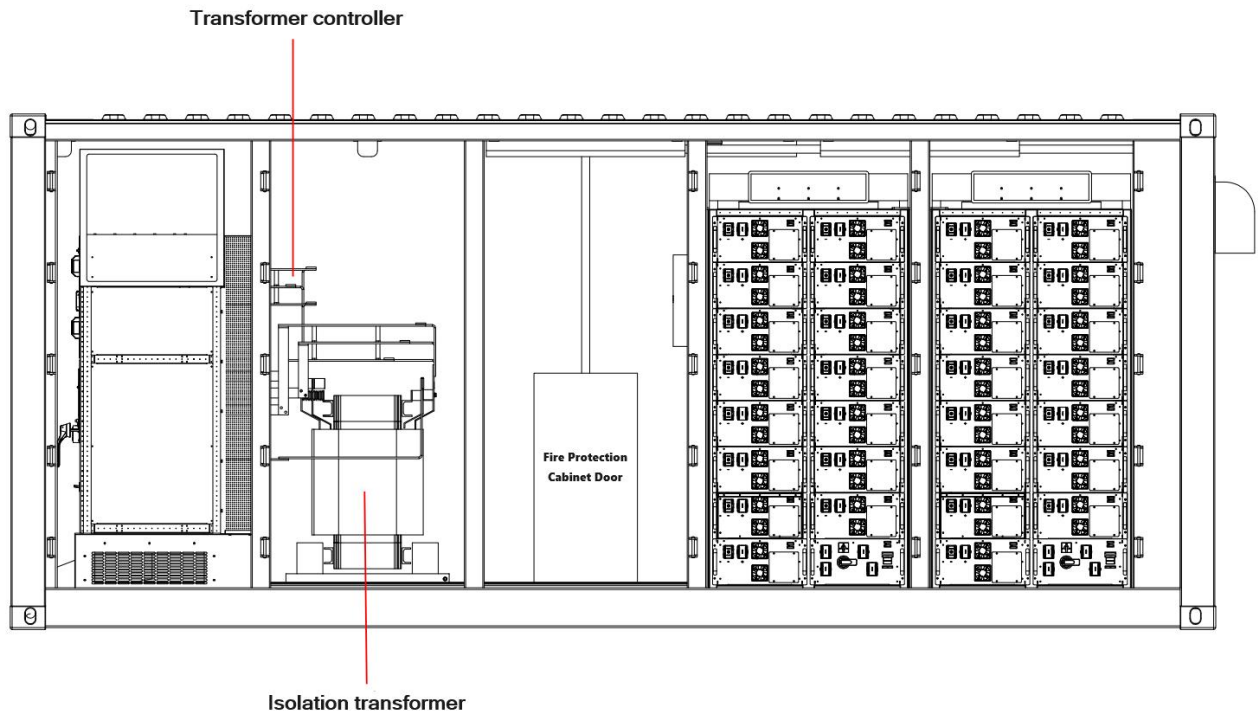 Transformer controller
Fire Protection
Cabinet Door
Isolation transformer